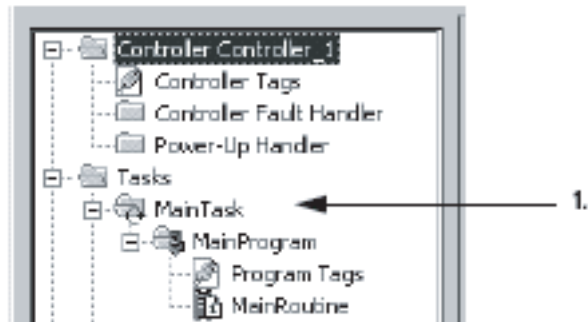 Controller Controller_1
Controller Tags
Controller Fault Handler
Power-Up Handler
Tasks
MainTask
1.
MainProgram
Program Tags
MainRoutine